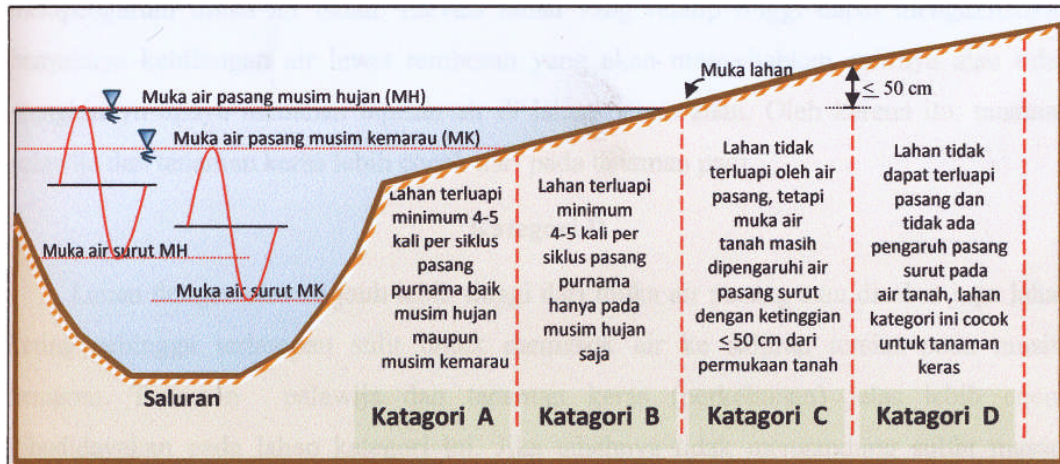 Muka lahan
≤ 50 cm
Muka air pasang musim hujan (MH)
Muka air pasang musim kemarau (MK)
Muka air surut MH
Muka air surut MK
Saluran
Lahan terluapi
minimum 4-5
kali per siklus
pasang
purnama baik
musim hujan
maupun
musim kemarau
Katagori A
Lahan terluapi
minimum
4-5 kali per
siklus pasang
purnama
hanya pada
musim hujan
saja
Katagori B
Lahan tidak
terluapi oleh air
pasang, tetapi
muka air
tanah masih
dipengaruhi air
pasang surut
dengan ketinggian
≤ 50 cm dari
permukaan tanah
Katagori C
Lahan tidak
dapat terluapi
pasang dan
tidak ada
pengaruh pasang
surut pada
air tanah, lahan
kategori ini cocok
untuk tanaman
keras
Katagori D